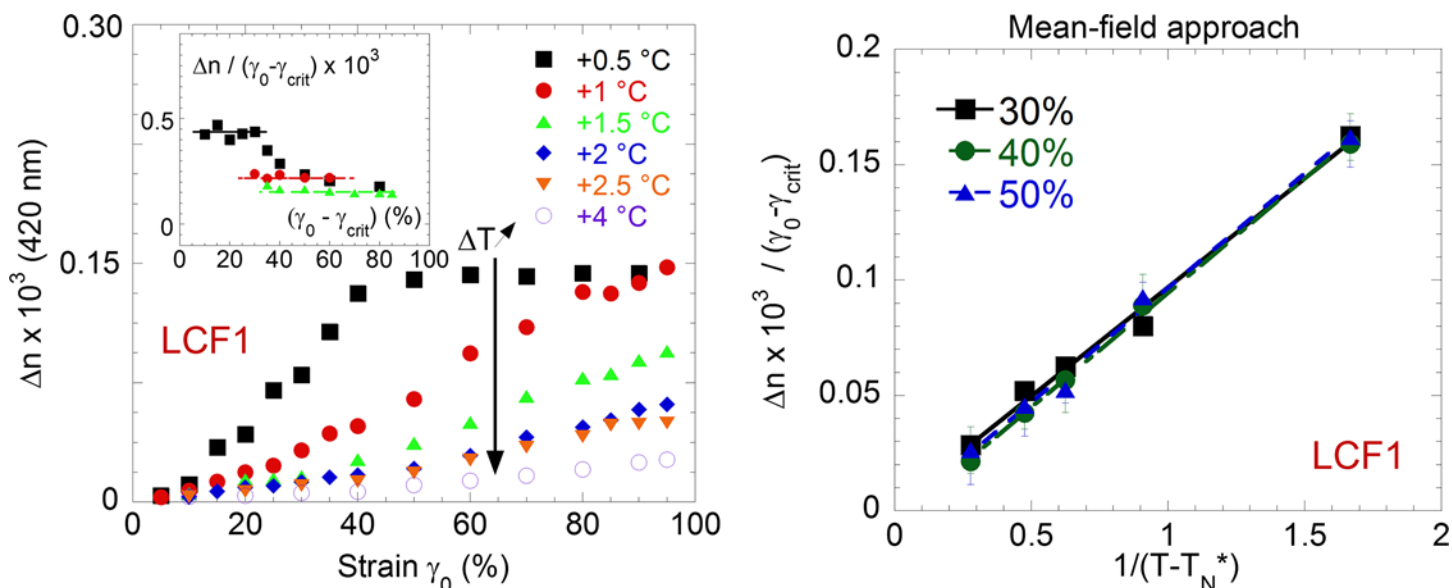 Δn x 10³ (420 nm)
0.30
0.15
0
0 20 40 60 80 100
Strain γ₀ (%)
Δn / (γ₀-γcrit) x 10³
0.5
0
(γ₀ - γcrit) (%)
0 20 40 60 80 100
+0.5 °C
+1 °C
+1.5 °C
+2 °C
+2.5 °C
+4 °C
ΔT
LCF1
Mean-field approach
Δn x 10³ / (γ₀-γcrit)
0.2
0.15
0.1
0.05
0
0 0.5 1 1.5 2
1/(T-T_N*)
30%
40%
50%
LCF1